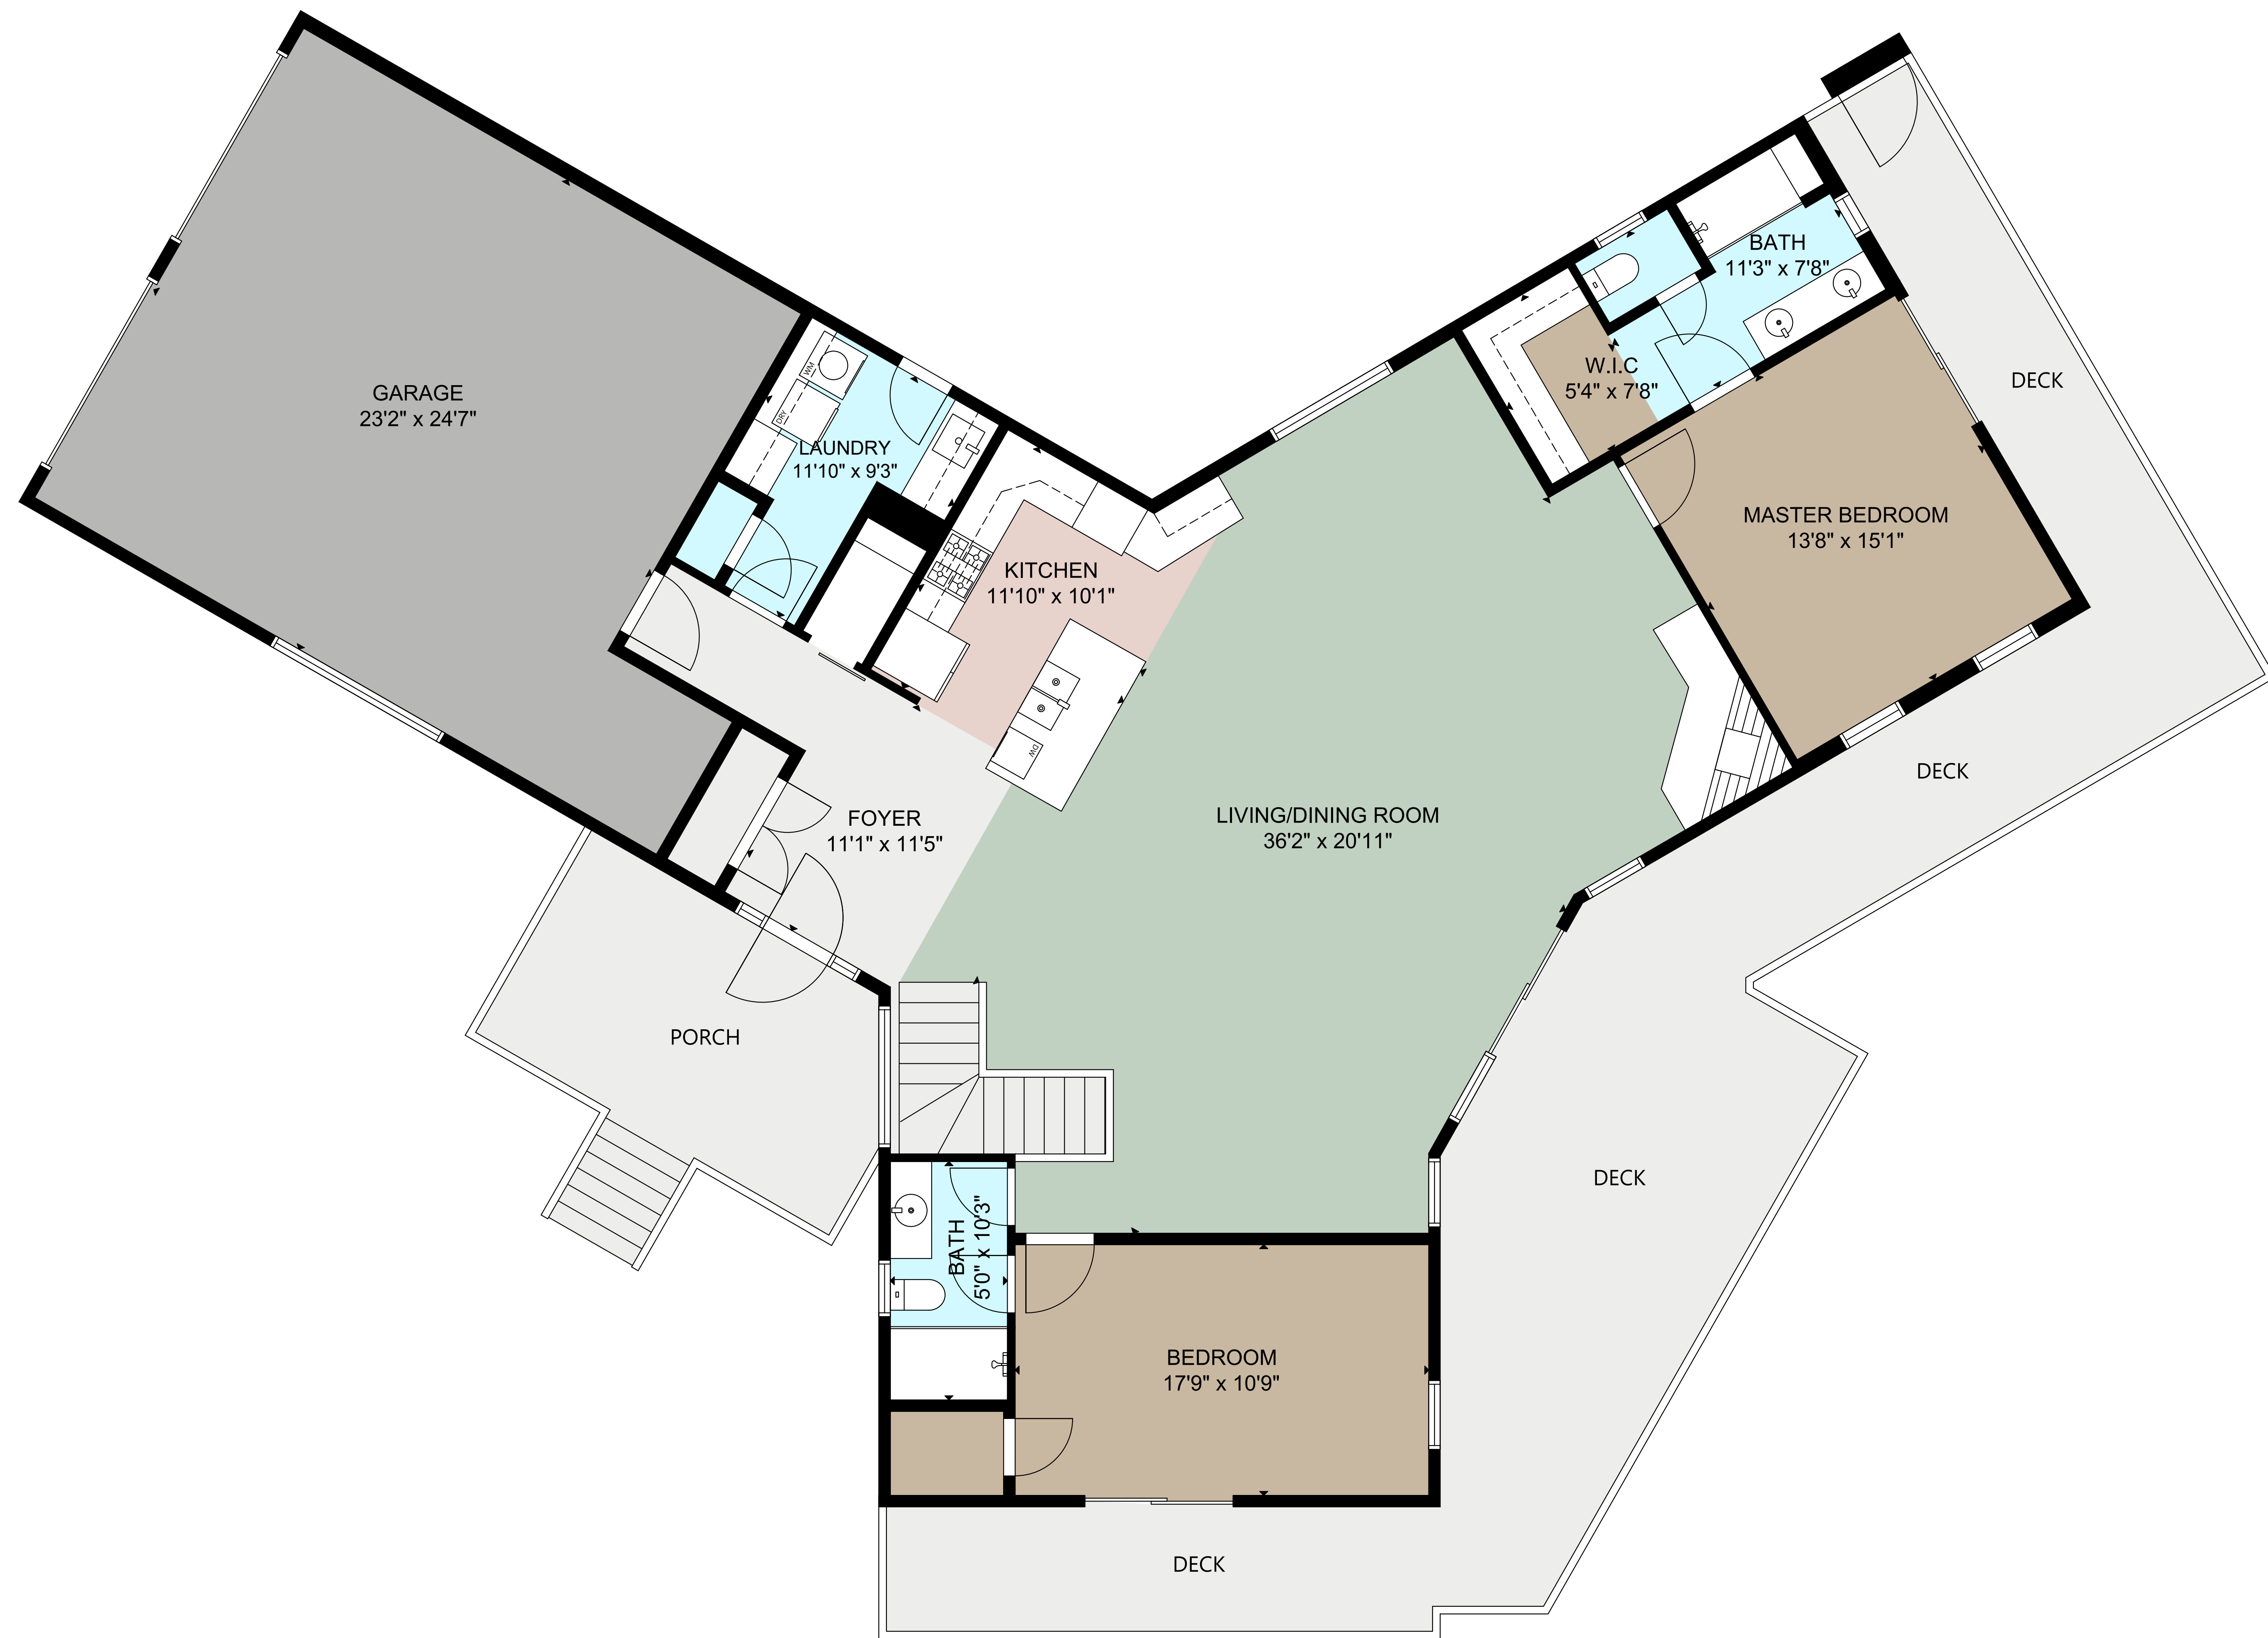 GARAGE
23'2" x 24'7"
WM
DRY
LAUNDRY
11'10" x 9'3"
KITCHEN
11'10" x 10'1"
DW
FOYER
11'1" x 11'5"
LIVING/DINING ROOM
36'2" x 20'11"
BATH
11'3" x 7'8"
W.I.C
5'4" x 7'8"
MASTER BEDROOM
13'8" x 15'1"
DECK
DECK
PORCH
DECK
BATH
5'0" x 10'3"
BEDROOM
17'9" x 10'9"
DECK